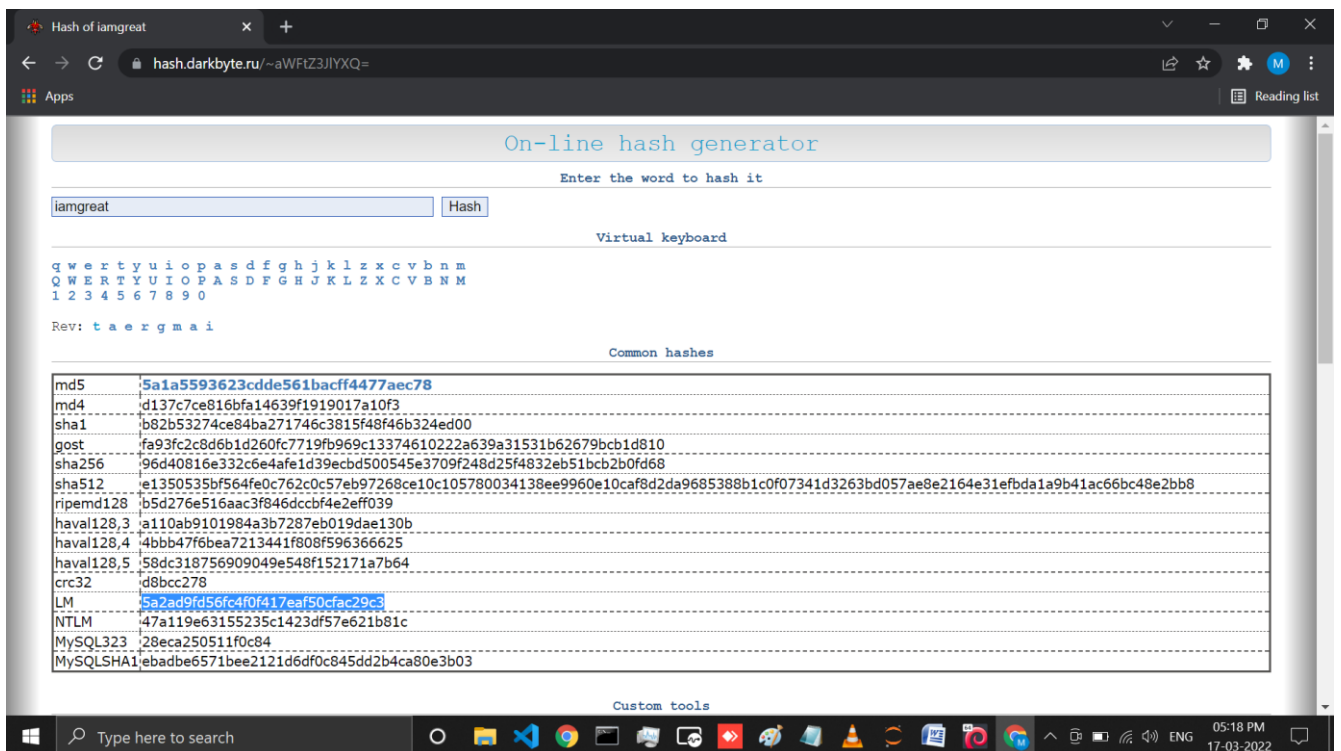 Hash of iamgreat
hash.darkbyte.ru/~aWFtZ3JlYXQ=
M
Apps
Reading list
On-line hash generator
Enter the word to hash it
iamgreat Hash
Virtual keyboard
q w e r t y u i o p a s d f g h j k l z x c v b n m
Q W E R T Y U I O P A S D F G H J K L Z X C V B N M
1 2 3 4 5 6 7 8 9 0
Rev: t a e r g m a i
Common hashes
md5 5a1a5593623cdde561bacff4477aec78
md4 d137c7ce816bfa14639f1919017a10f3
sha1 b82b53274ce84ba271746c3815f48f46b324ed00
gost fa93fc2c8d6b1d260fc7719fb969c13374610222a639a31531b62679bcb1d810
sha256 96d40816e332c6e4afe1d39ecbd500545e3709f248d25f4832eb51bcb2b0fd68
sha512 e1350535bf564fe0c762c0c57eb97268ce10c105780034138ee9960e10caf8d2da9685388b1c0f07341d3263bd057ae8e2164e31efbda1a9b41ac66bc48e2bb8
ripemd128 b5d276e516aac3f846dccbf4e2eff039
haval128,3 a110ab9101984a3b7287eb019dae130b
haval128,4 4bbb47f6bea7213441f808f596366625
haval128,5 58dc318756909049e548f152171a7b64
crc32 d8bcc278
LM 5a2ad9fd56fc4f0f417eaf50cfac29c3
NTLM 47a119e63155235c1423df57e621b81c
MySQL323 28eca250511f0c84
MySQLSHA1 ebadbe6571bee2121d6df0c845dd2b4ca80e3b03
Custom tools
Type here to search
ENG
05:18 PM
17-03-2022